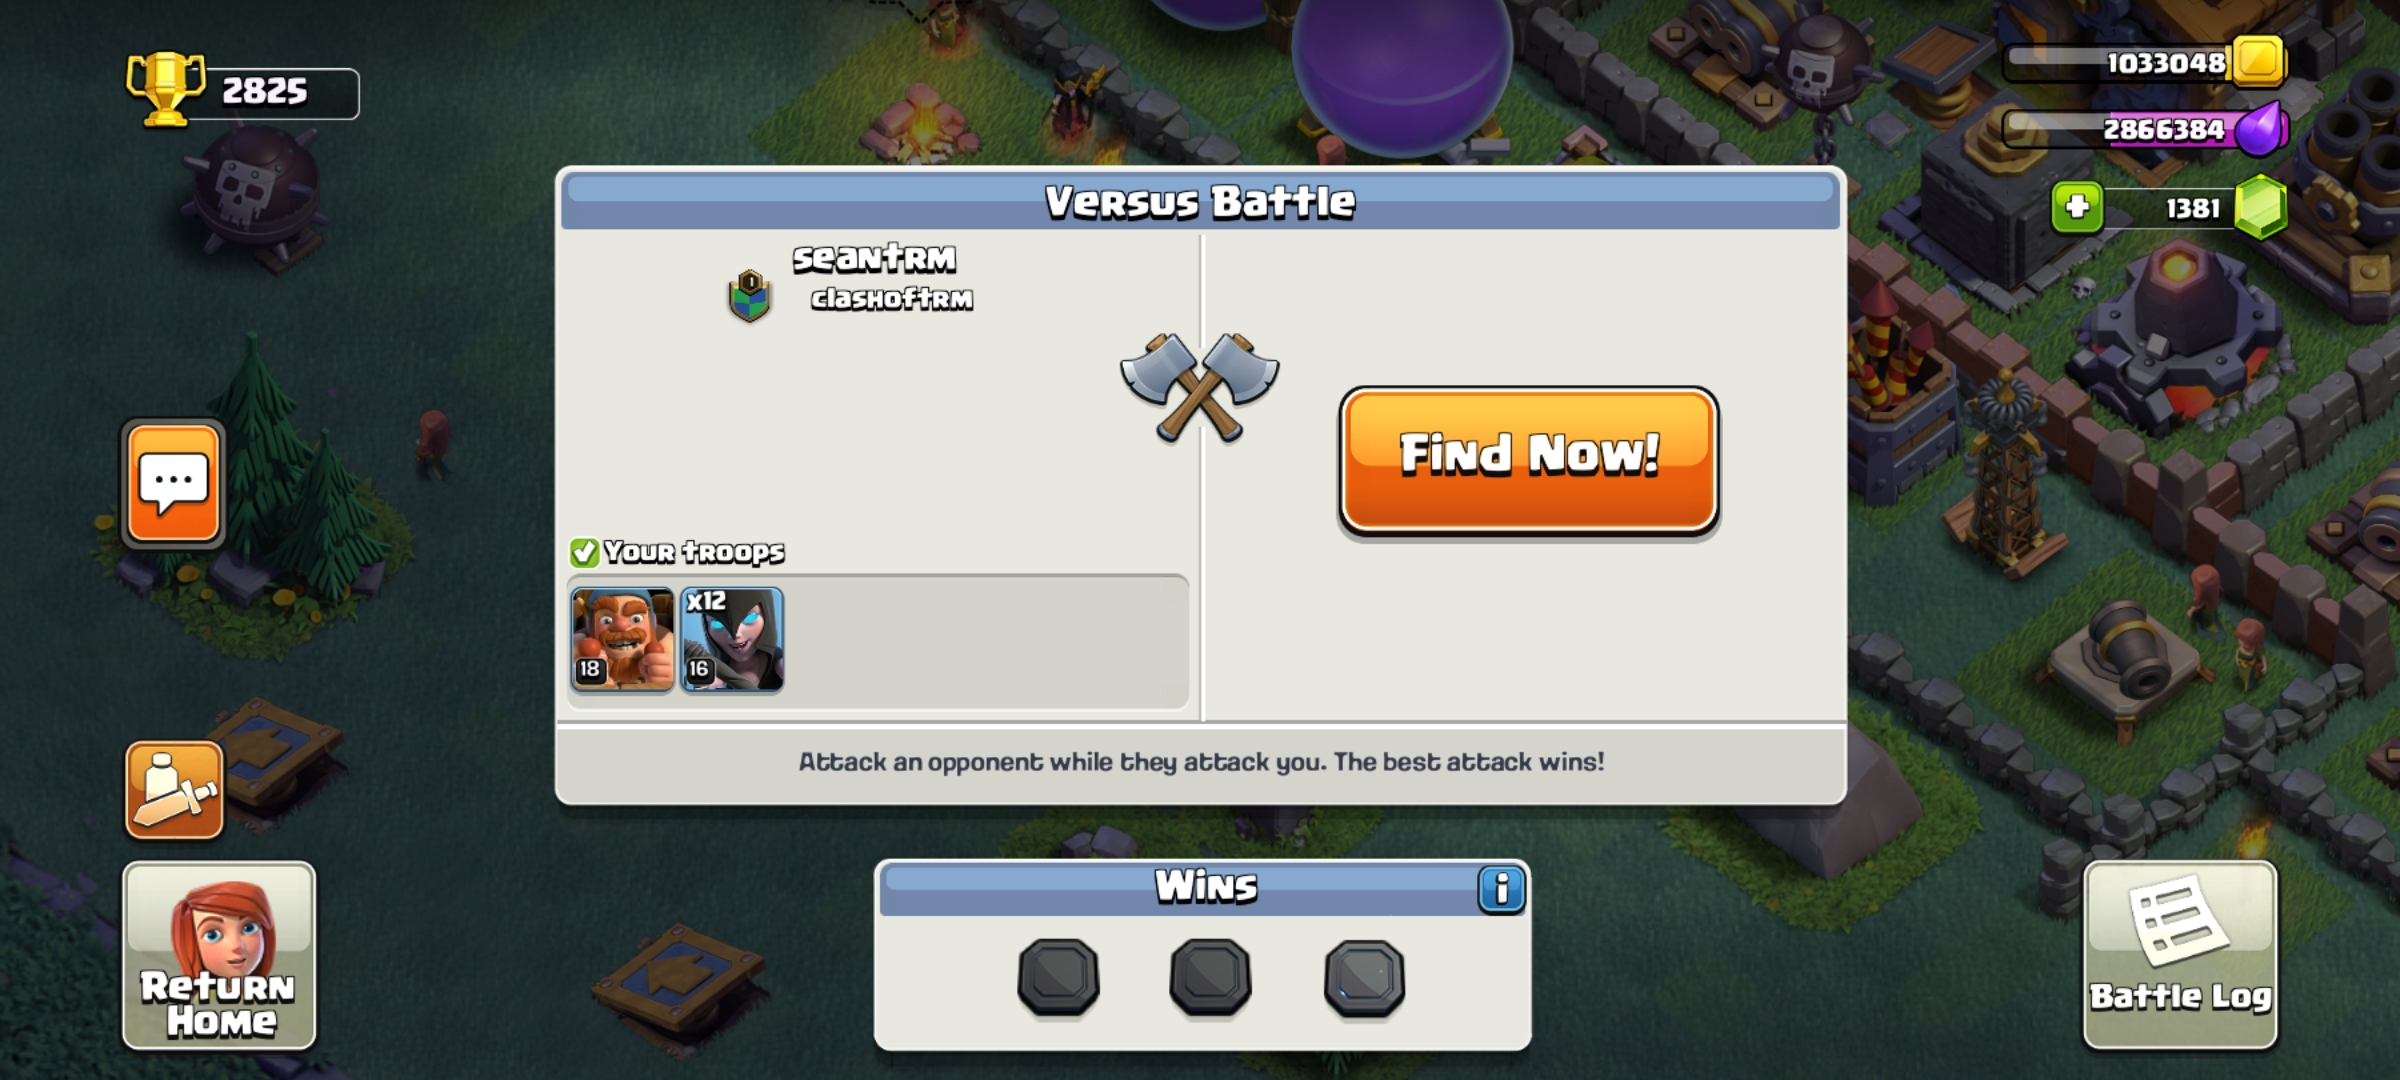 2825
1033048
2866384
1381
Versus Battle
seantrm
1
clashoftrm
Find Now!
Your troops
18
x12
16
Attack an opponent while they attack you. The best attack wins!
Wins
i
Return
Home
Battle Log